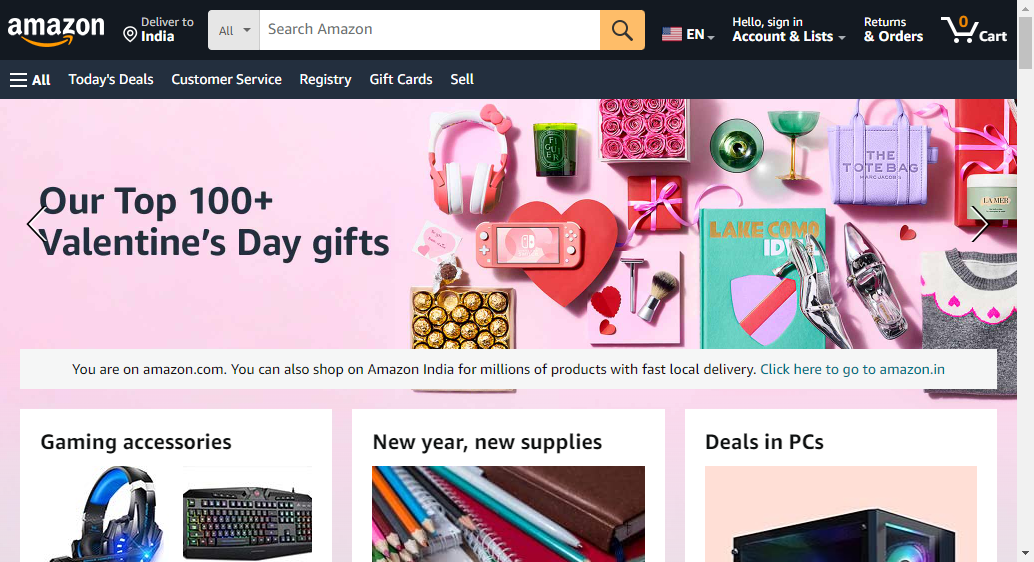 amazon
Deliver to
India
All
Search Amazon
EN
Hello, sign in
Account & Lists
Returns
& Orders
0
Cart
All
Today's Deals
Customer Service
Registry
Gift Cards
Sell
Our Top 100+
Valentine's Day gifts
FIGUIER
THE
TOTE BAG
MARC JACOBS
LA MER
LAKE COMO
You are on amazon.com. You can also shop on Amazon India for millions of products with fast local delivery. Click here to go to amazon.in
Gaming accessories
New year, new supplies
Deals in PCs